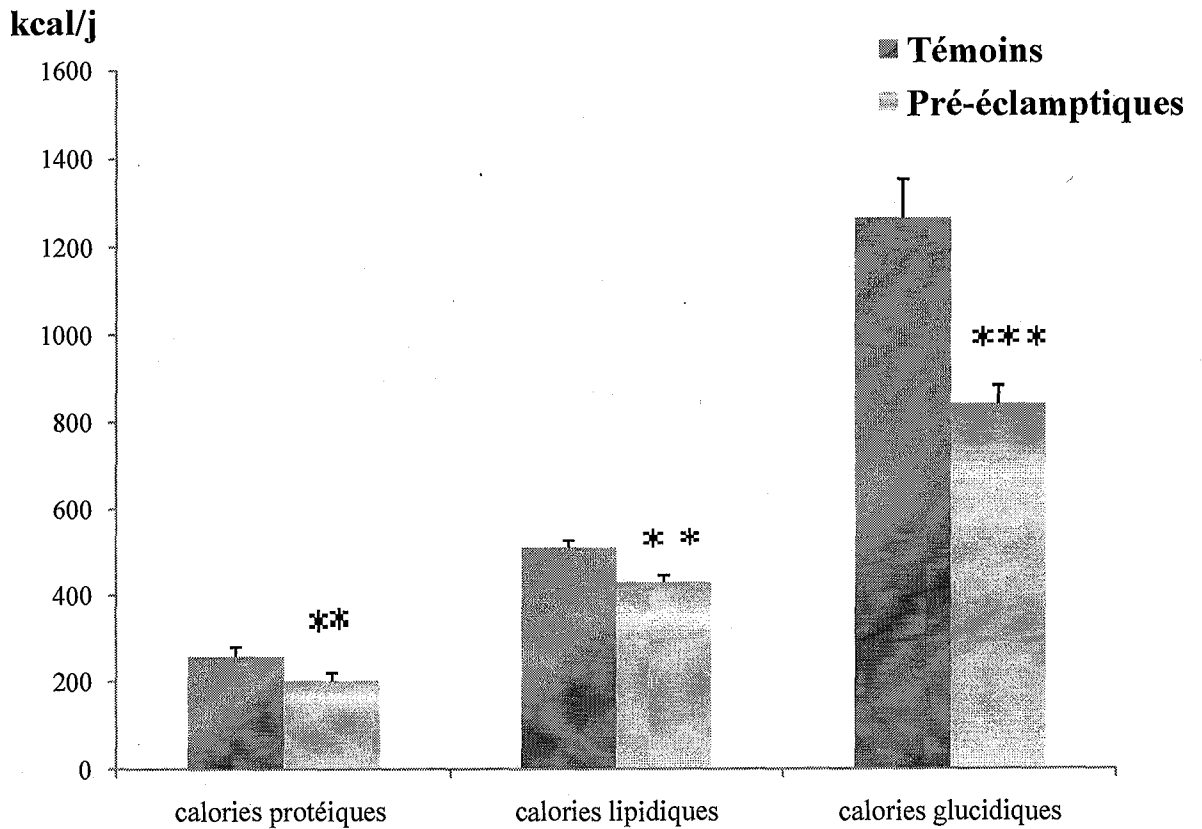 kcal/j
Témoins
Pré-éclamptiques
1600
1400
1200
1000
800
600
400
200
0
***
* *
**
calories protéiques
calories lipidiques
calories glucidiques